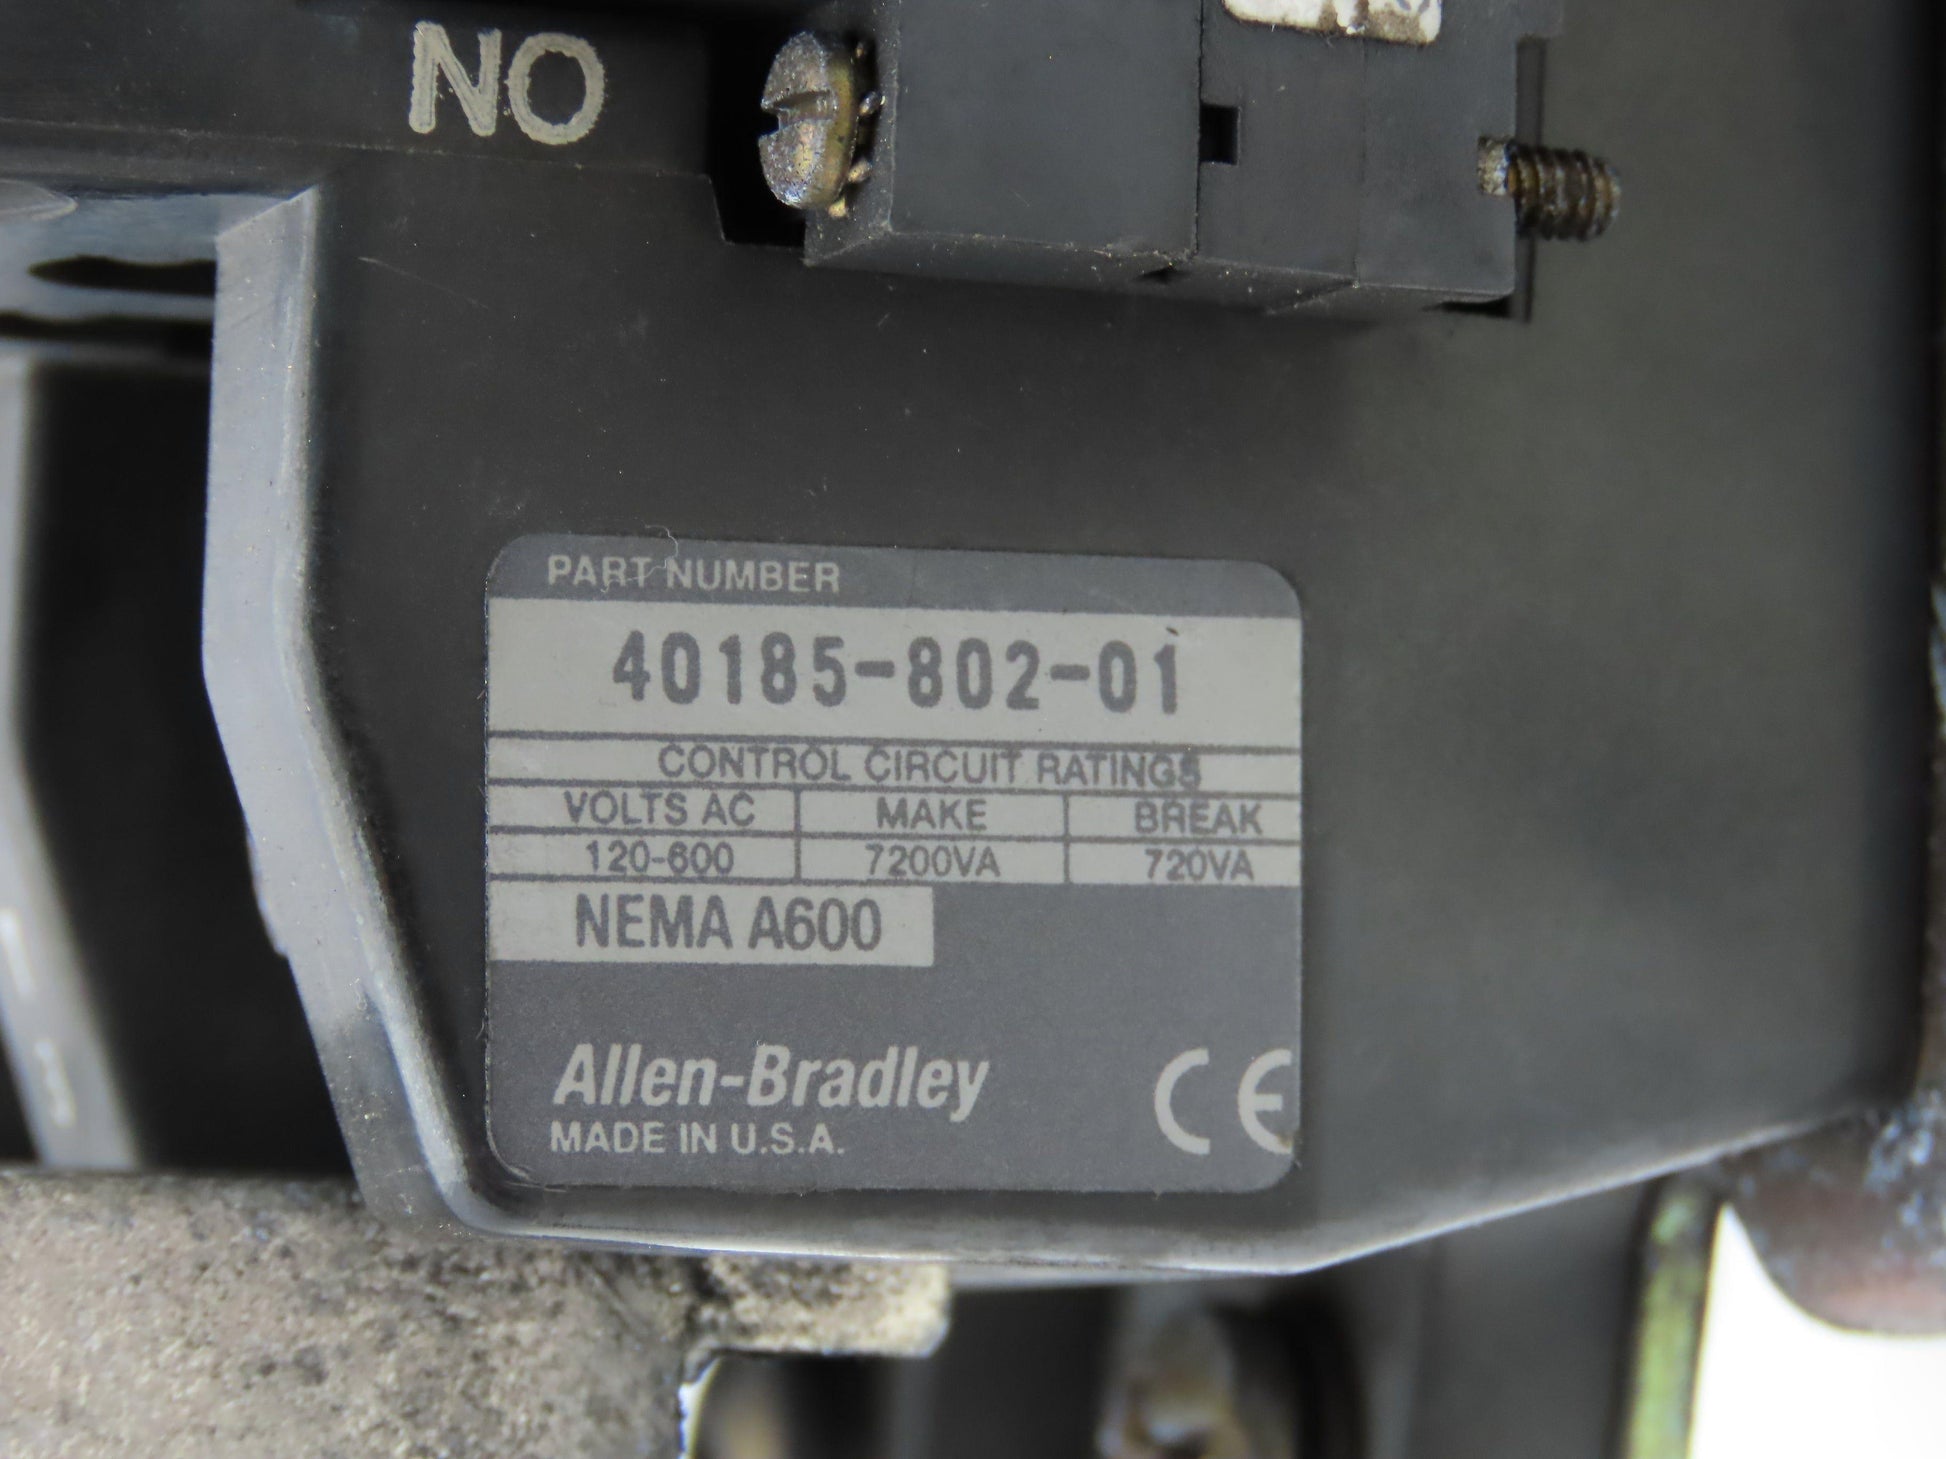 NO
PART NUMBER
40185-802-01
CONTROL CIRCUIT RATINGS
VOLTS AC MAKE BREAK
120-600 7200VA 720VA
NEMA A600
Allen-Bradley
MADE IN U.S.A.
CE